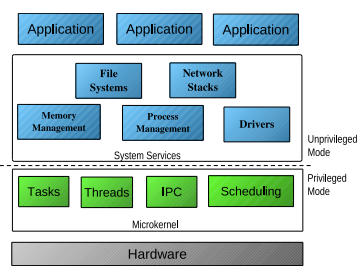 Application Application Application
File Systems
Network Stacks
Memory Management
Process Management
Drivers
System Services
Unprivileged Mode
Privileged Mode
Tasks Threads IPC Scheduling
Microkernel
Hardware